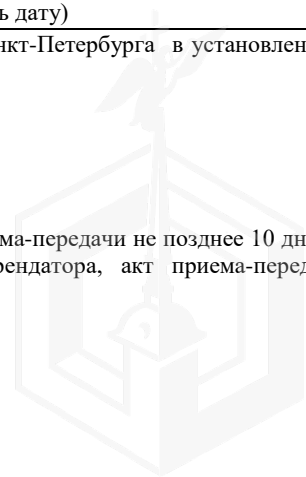 ь дату)
нкт-Петербурга в установлен
ма-передачи не позднее 10 дн
рендатора, акт приема-перед